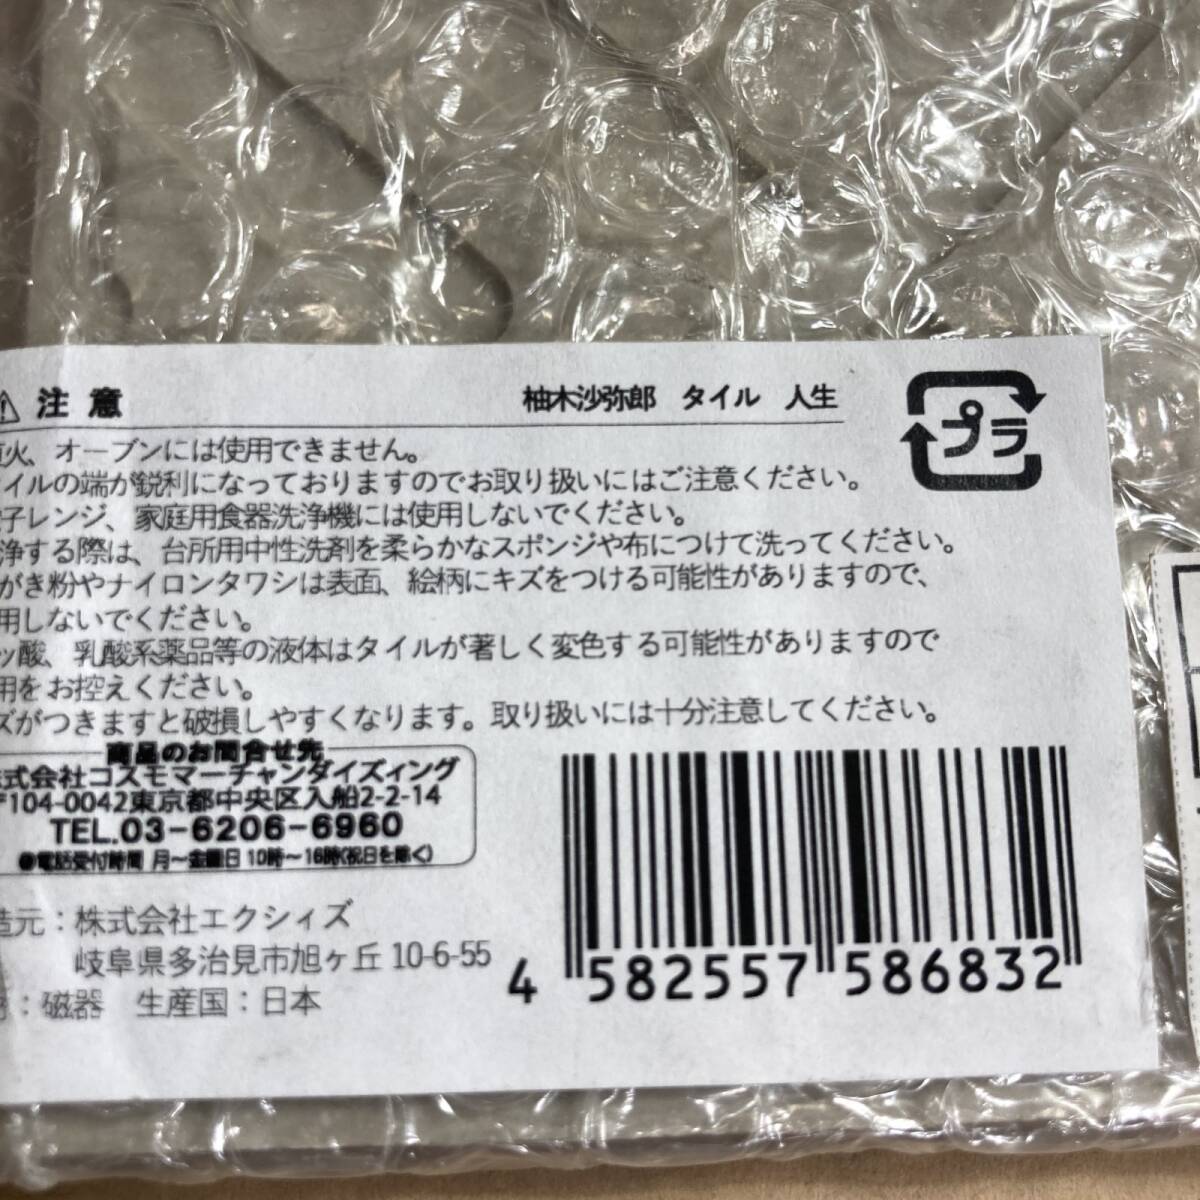 注意 柚木沙弥郎 タイル 人生
プラ
火、オーブンには使用できません。
イルの端が鋭利になっておりますのでお取り扱いにはご注意ください。
子レンジ、家庭用食器洗浄機には使用しないでください。
浄する際は、台所用中性洗剤を柔らかなスポンジや布につけて洗ってください。
がき粉やナイロンタワシは表面、絵柄にキズをつける可能性がありますので、
用しないでください。
ッ酸、乳酸系薬品等の液体はタイルが著しく変色する可能性がありますので
用をお控えください。
ズがつきますと破損しやすくなります。取り扱いには十分注意してください。
商品のお問合せ先
式会社コスモマーチャンダイズィング
〒104-0042東京都中央区入船2-2-14
TEL.03-6206-6960
@電話受付時間 月～金曜日 10時～16時(祝日を除く)
造元：株式会社エクシィズ
岐阜県多治見市旭ヶ丘 10-6-55
：磁器 生産国：日本
4 582557 586832